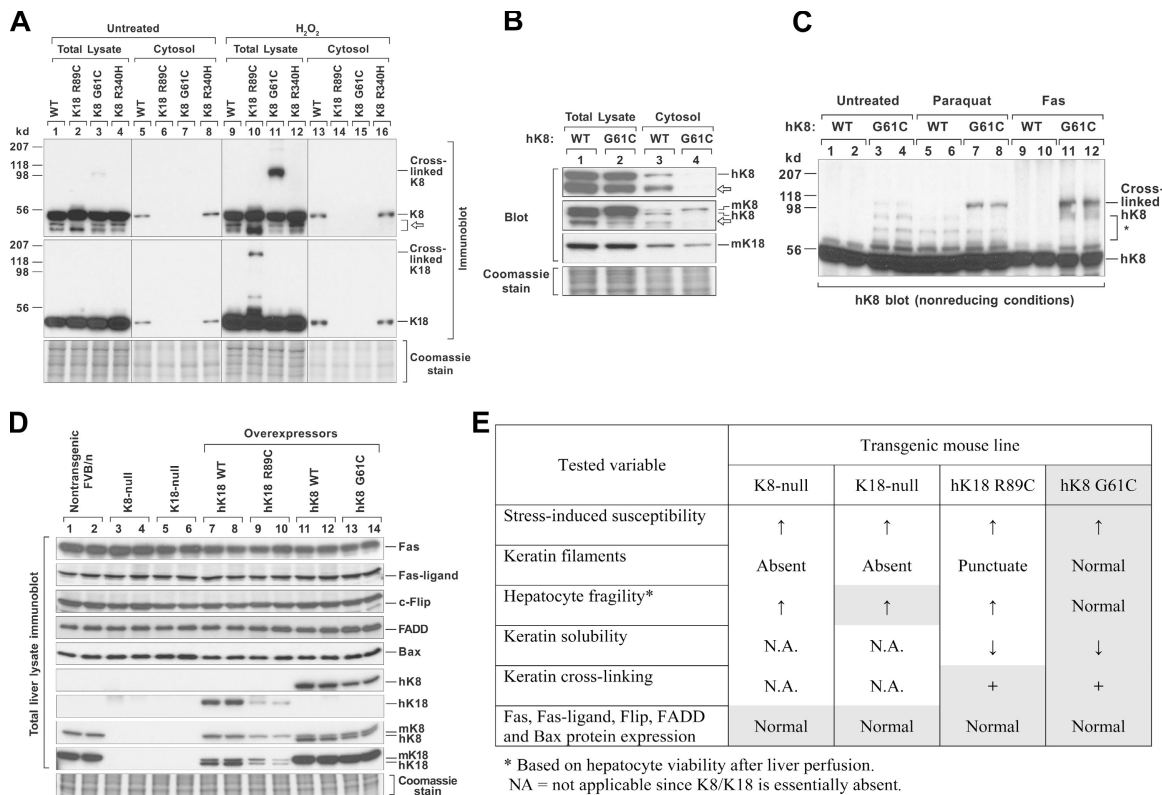 A
Untreated
H₂O₂
Total Lysate
Cytosol
Total Lysate
Cytosol
WT
K18 R89C
K8 G61C
K8 R340H
WT
K18 R89C
K8 G61C
K8 R340H
WT
K18 R89C
K8 G61C
K8 R340H
WT
K18 R89C
K8 G61C
K8 R340H
kd
1 2 3 4 5 6 7 8 9 10 11 12 13 14 15 16
207
118
98
56
207
118
98
56
Cross-
linked
K8
K8
Cross-
linked
K18
K18
Immunoblot
Coomassie
stain
B
Total Lysate
Cytosol
hK8:
WT G61C WT G61C
1 2 3 4
hK8
mK8
hK8
mK18
Blot
Coomassie
stain
C
Untreated
Paraquat
Fas
hK8:
WT G61C WT G61C WT G61C
1 2 3 4 5 6 7 8 9 10 11 12
kd
207
118
98
56
Cross-
linked
hK8
*
hK8
hK8 blot (nonreducing conditions)
D
Overexpressors
Nontransgenic
FVB/n
K8-null
K18-null
hK18 WT
hK18 R89C
hK8 WT
hK8 G61C
1 2 3 4 5 6 7 8 9 10 11 12 13 14
Total liver lysate immunoblot
Fas
Fas-ligand
c-Flip
FADD
Bax
hK8
hK18
mK8
hK8
mK18
hK18
Coomassie
stain
E
Tested variable
Transgenic mouse line
K8-null K18-null hK18 R89C hK8 G61C
Stress-induced susceptibility ↑ ↑ ↑ ↑
Keratin filaments Absent Absent Punctuate Normal
Hepatocyte fragility* ↑ ↑ ↑ Normal
Keratin solubility N.A. N.A. ↓ ↓
Keratin cross-linking N.A. N.A. + +
Fas, Fas-ligand, Flip, FADD
and Bax protein expression Normal Normal Normal Normal
* Based on hepatocyte viability after liver perfusion.
NA = not applicable since K8/K18 is essentially absent.